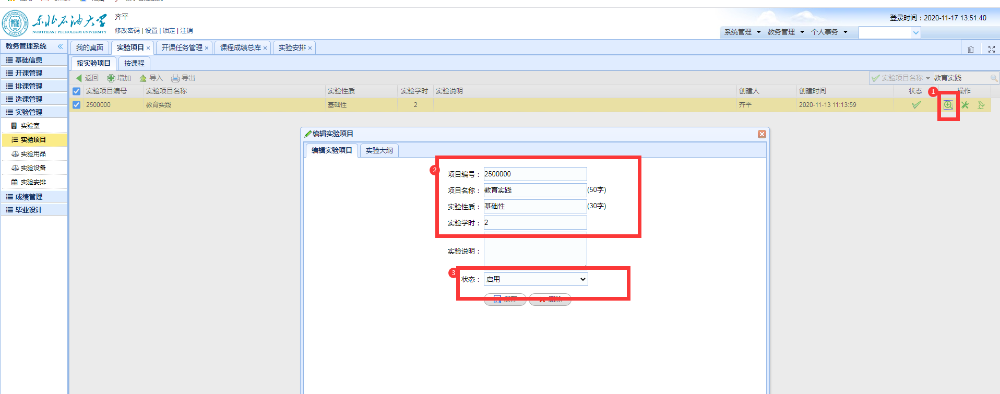 应用 Gmail 地图 教学管理系统
东北石油大学
NORTHEAST PETROLEUM UNIVERSITY
齐平
修改密码 | 设置 | 锁定 | 注销
登录时间：2020-11-17 13:51:40
系统管理 教务管理 个人事务
教务管理系统
基础信息
开课管理
排课管理
选课管理
实验管理
实验室
实验项目
实验用品
实验设备
实验安排
成绩管理
毕业设计
我的桌面 实验项目 × 开课任务管理 × 课程成绩总库 × 实验安排 ×
按实验项目 按课程
返回 增加 导入 导出 实验项目名称 教育实践
实验项目编号 实验项目名称 实验性质 实验学时 实验说明 创建人 创建时间 状态 操作
2500000 教育实践 基础性 2 齐平 2020-11-13 11:13:59
1
编辑实验项目
编辑实验项目 实验大纲
2
项目编号： 2500000
项目名称： 教育实践 (50字)
实验性质： 基础性 (30字)
实验学时： 2
实验说明：
3
状态： 启用
保存 删除